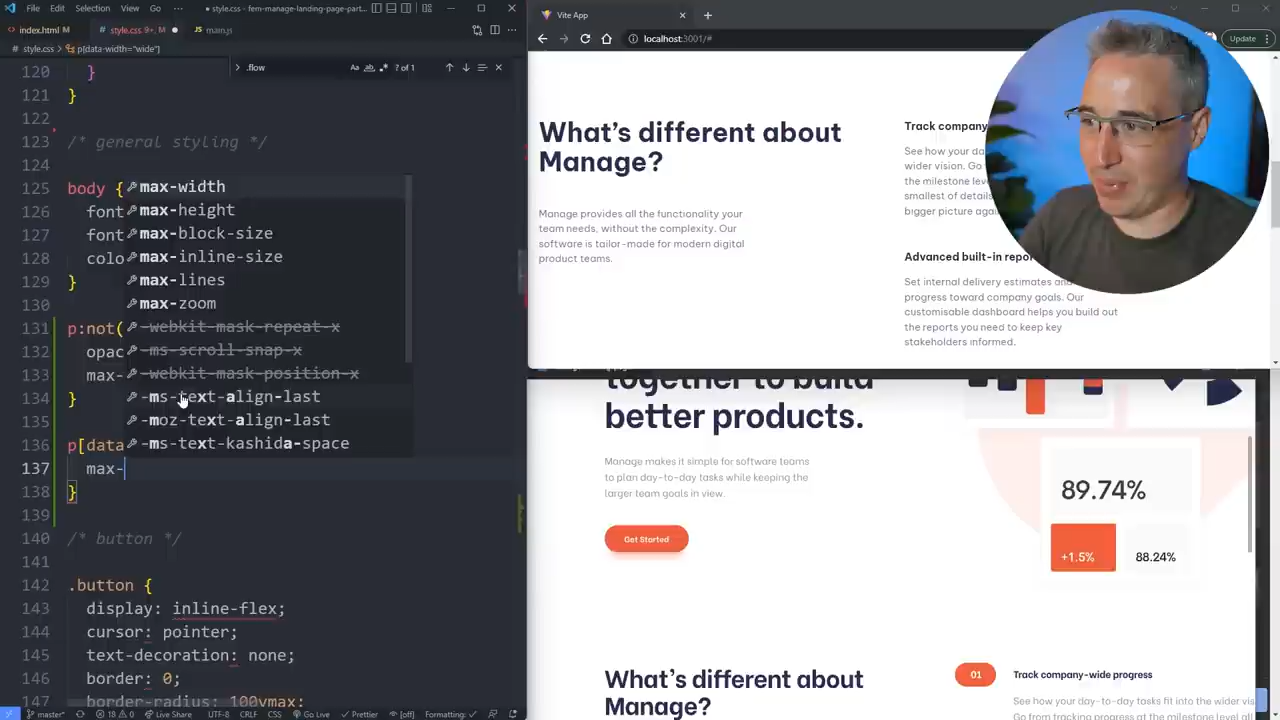 File Edit View Go ··· • style.css - fem-manage-landing-page-part...
index.html M
style.css 9+, M ●
main.js
style.css > p[data-width="wide"]
.flow
Aa ab .* ? of 1
120 }
121 }
122
123 /* general styling */
124
125 body {
126 font
127 font
128 colo
129 }
130
131 p:not(
132 opac
133 max-
134 }
135
136 p[data
137 max-
138 }
139
140 /* button */
141
142 .button {
143 display: inline-flex;
144 cursor: pointer;
145 text-decoration: none;
146 border: 0;
147 border-radius: 100vmax;
max-width
max-height
max-block-size
max-inline-size
max-lines
max-zoom
-webkit-mask-repeat-x
-ms-scroll-snap-x
-webkit-mask-position-x
-ms-text-align-last
-moz-text-align-last
-ms-text-kashida-space
master* 18 0 Live Share UTF-8 CRLF CSS Go Live Prettier [off] Formatting: ✓
Vite App
localhost:3001/#
Update
What's different about
Manage?
Manage provides all the functionality your
team needs, without the complexity. Our
software is tailor-made for modern digital
product teams.
Track company
See how your da
wider vision. Go
the milestone leve
smallest of details
bigger picture agai
Advanced built-in repor
Set internal delivery estimates and
progress toward company goals. Our
customisable dashboard helps you build out
the reports you need to keep key
stakeholders informed.
together to build
better products.
Manage makes it simple for software teams
to plan day-to-day tasks while keeping the
larger team goals in view.
Get Started
89.74%
+1.5%
88.24%
What's different about
Manage?
01
Track company-wide progress
See how your day-to-day tasks fit into the wider vis
Go from tracking progress at the milestone level all